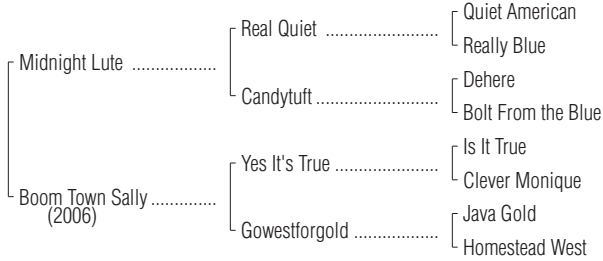 Quiet American
Real Quiet ....................
Really Blue
Midnight Lute ..................
Dehere
Candytuft .........................
Bolt From the Blue
Is It True
Yes It's True ..................
Clever Monique
Boom Town Sally .............
(2006)
Java Gold
Gowestforgold .................
Homestead West